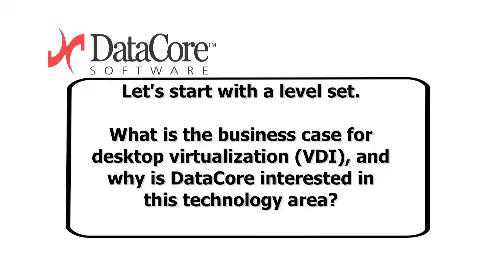 DataCore™
SOFTWARE
Let's start with a level set.
What is the business case for
desktop virtualization (VDI), and
why is DataCore interested in
this technology area?